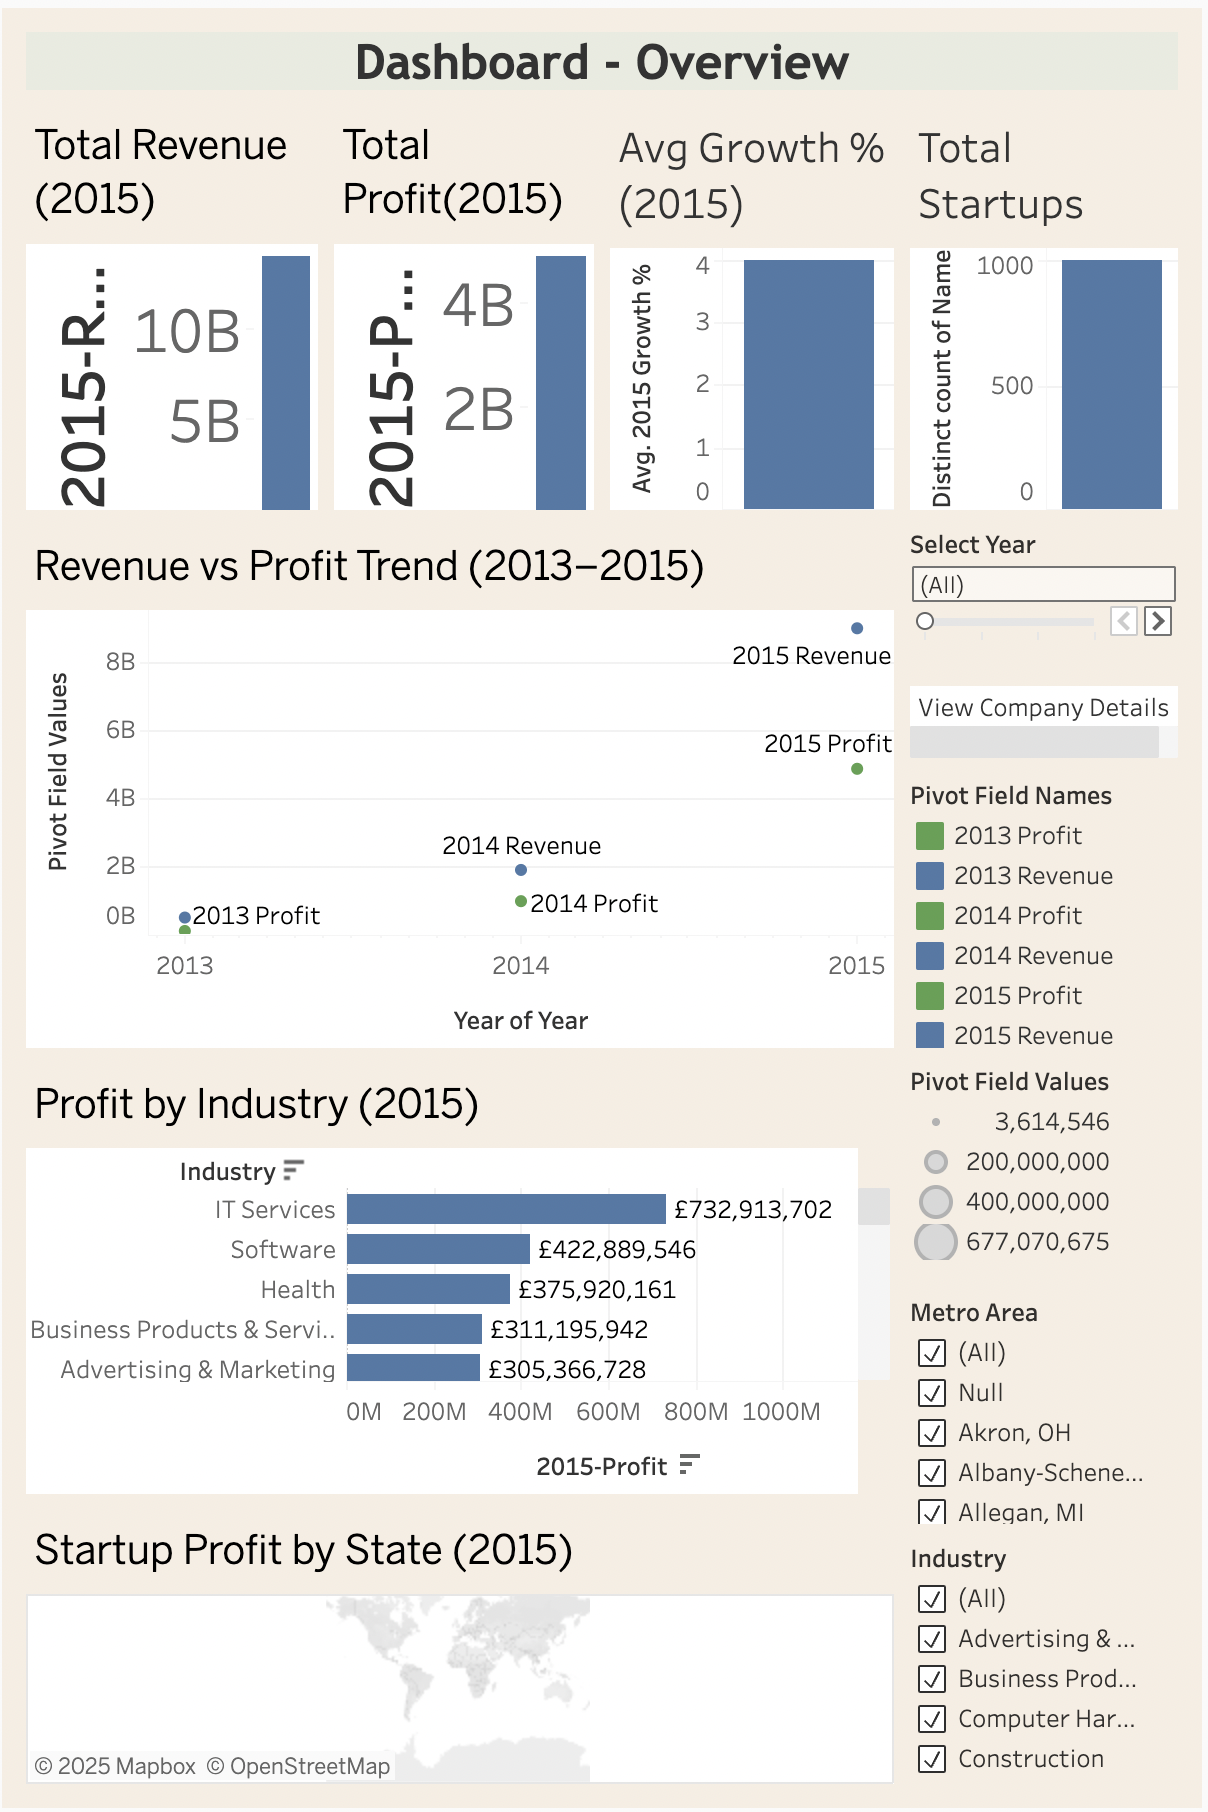 Dashboard - Overview
Total Revenue
(2015)
Total
Profit(2015)
Avg Growth %
(2015)
Total
Startups
2015-R...
10B
5B
2015-P...
4B
2B
Avg. 2015 Growth %
4
3
2
1
0
Distinct count of Name
1000
500
0
Revenue vs Profit Trend (2013–2015)
Pivot Field Values
8B
6B
4B
2B
0B
2015 Revenue
2015 Profit
2014 Revenue
2014 Profit
2013 Profit
2013
2014
2015
Year of Year
Select Year
(All)
View Company Details
Pivot Field Names
2013 Profit
2013 Revenue
2014 Profit
2014 Revenue
2015 Profit
2015 Revenue
Pivot Field Values
3,614,546
200,000,000
400,000,000
677,070,675
Profit by Industry (2015)
Industry
IT Services £732,913,702
Software £422,889,546
Health £375,920,161
Business Products & Servi.. £311,195,942
Advertising & Marketing £305,366,728
0M 200M 400M 600M 800M 1000M
2015-Profit
Metro Area
(All)
Null
Akron, OH
Albany-Schene...
Allegan, MI
Industry
(All)
Advertising & ...
Business Prod...
Computer Har...
Construction
Startup Profit by State (2015)
© 2025 Mapbox © OpenStreetMap